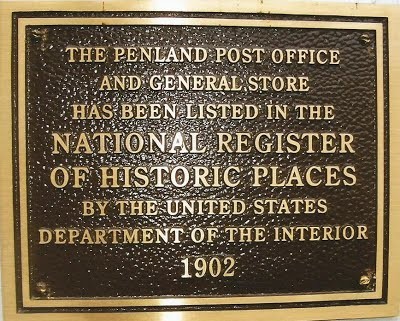 THE PENLAND POST OFFICE
AND GENERAL STORE
HAS BEEN LISTED IN THE
NATIONAL REGISTER
OF HISTORIC PLACES
BY THE UNITED STATES
DEPARTMENT OF THE INTERIOR
1902